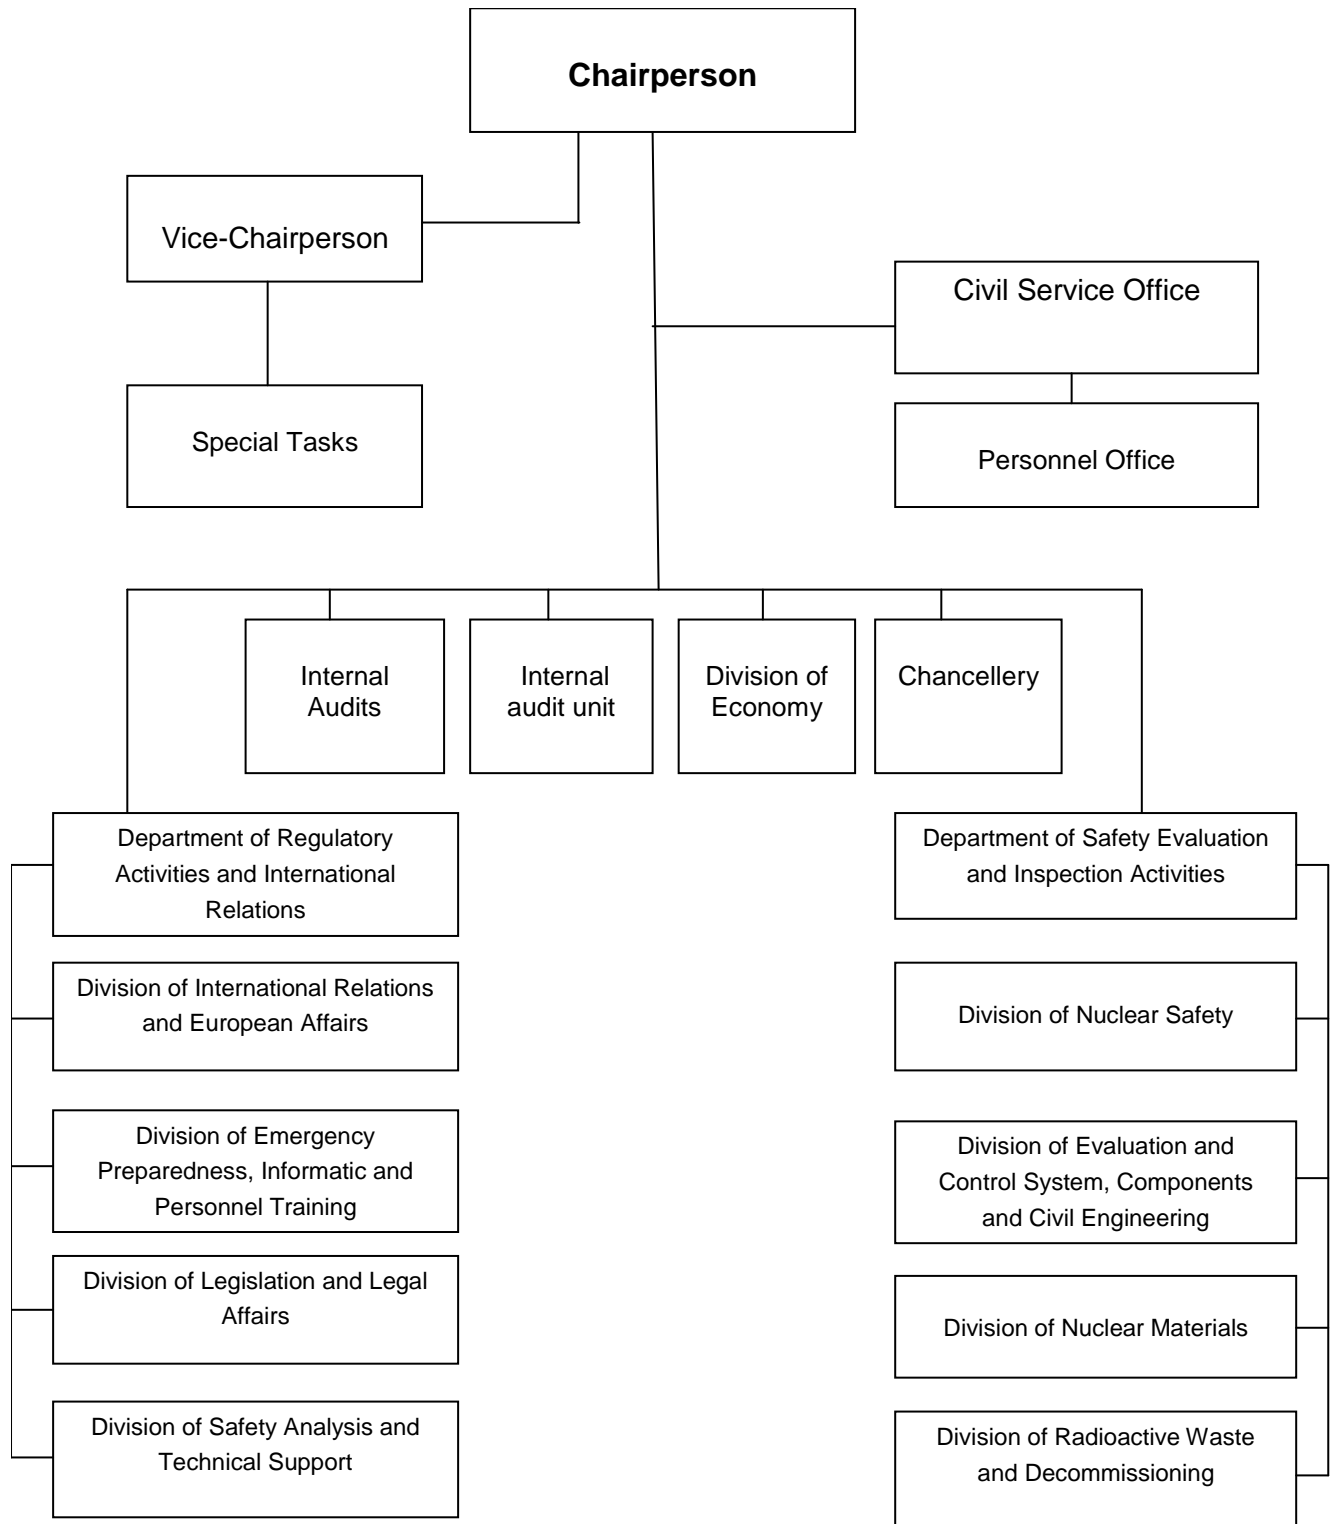 Chairperson
Vice-Chairperson
Civil Service Office
Special Tasks
Personnel Office
Internal
Audits
Internal
audit unit
Division of
Economy
Chancellery
Department of Regulatory
Activities and International
Relations
Division of International Relations
and European Affairs
Division of Emergency
Preparedness, Informatic and
Personnel Training
Division of Legislation and Legal
Affairs
Division of Safety Analysis and
Technical Support
Department of Safety Evaluation
and Inspection Activities
Division of Nuclear Safety
Division of Evaluation and
Control System, Components
and Civil Engineering
Division of Nuclear Materials
Division of Radioactive Waste
and Decommissioning